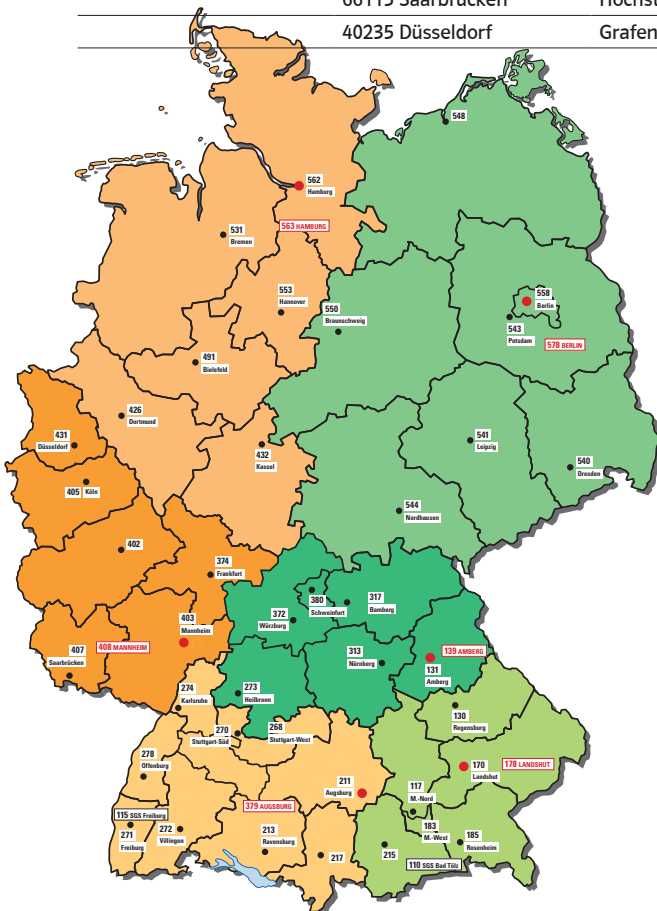 66115 Saarbrücken
40235 Düsseldorf
548
562
Hamburg
531
Bremen
563 HAMBURG
553
Hannover
550
Braunschweig
558
Berlin
543
Potsdam
578 BERLIN
491
Bielefeld
426
Dortmund
431
Düsseldorf
432
Kassel
541
Leipzig
540
Dresden
405 Köln
544
Nordhausen
402
374
Frankfurt
380
Schweinfurt
317
Bamberg
372
Würzburg
403
Mannheim
407
Saarbrücken
408 MANNHEIM
313
Nürnberg
139 AMBERG
131
Amberg
274
Karlsruhe
273
Heilbronn
130
Regensburg
270
Stuttgart-Süd
268
Stuttgart-West
278
Offenburg
211
Augsburg
117
M.-Nord
170
Landshut
178 LANDSHUT
379 AUGSBURG
115 SGS Freiburg
271
Freiburg
272
Villingen
213
Ravensburg
217
215
183
M.-West
185
Rosenheim
110 SGS Bad Tölz